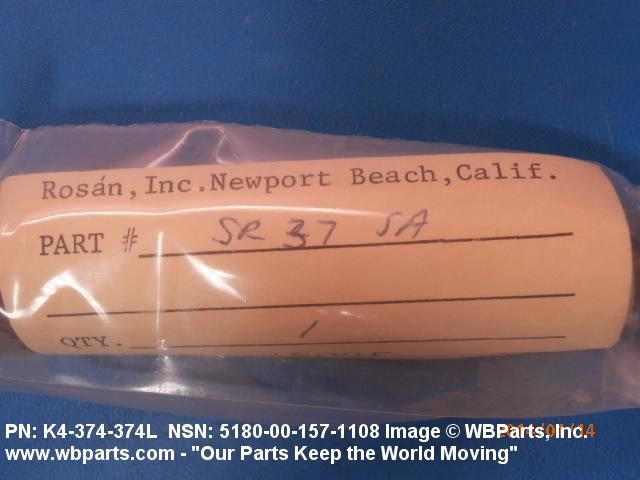 Rosán,Inc.Newport Beach,Calif.
PART # SR 37 SA
QTY. 1
PN: K4-374-374L NSN: 5180-00-157-1108 Image © WBParts, Inc.
www.wbparts.com - "Our Parts Keep the World Moving"